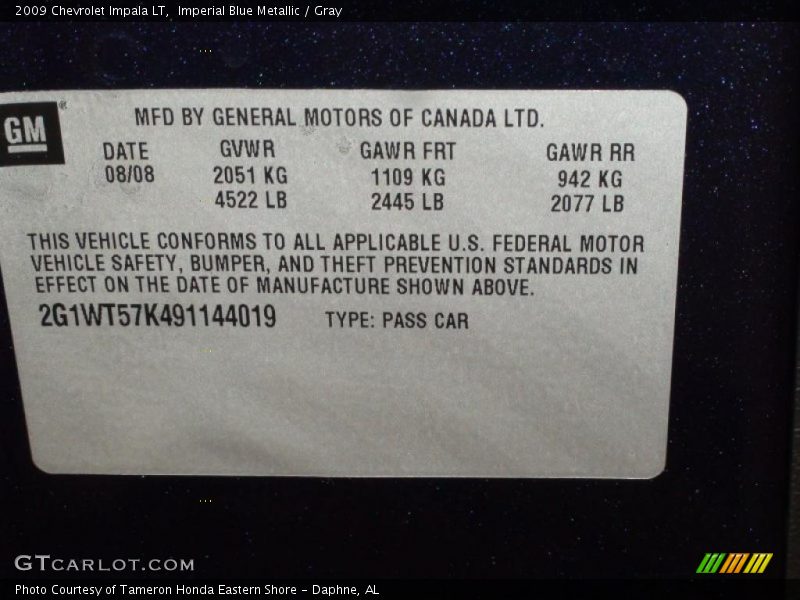 2009 Chevrolet Impala LT,  Imperial Blue Metallic / Gray
GM
MFD BY GENERAL MOTORS OF CANADA LTD.
DATE GVWR GAWR FRT GAWR RR
08/08 2051 KG 1109 KG 942 KG
4522 LB 2445 LB 2077 LB
THIS VEHICLE CONFORMS TO ALL APPLICABLE U.S. FEDERAL MOTOR
VEHICLE SAFETY, BUMPER, AND THEFT PREVENTION STANDARDS IN
EFFECT ON THE DATE OF MANUFACTURE SHOWN ABOVE.
2G1WT57K491144019 TYPE: PASS CAR
GTCARLOT.COM
Photo Courtesy of Tameron Honda Eastern Shore - Daphne, AL